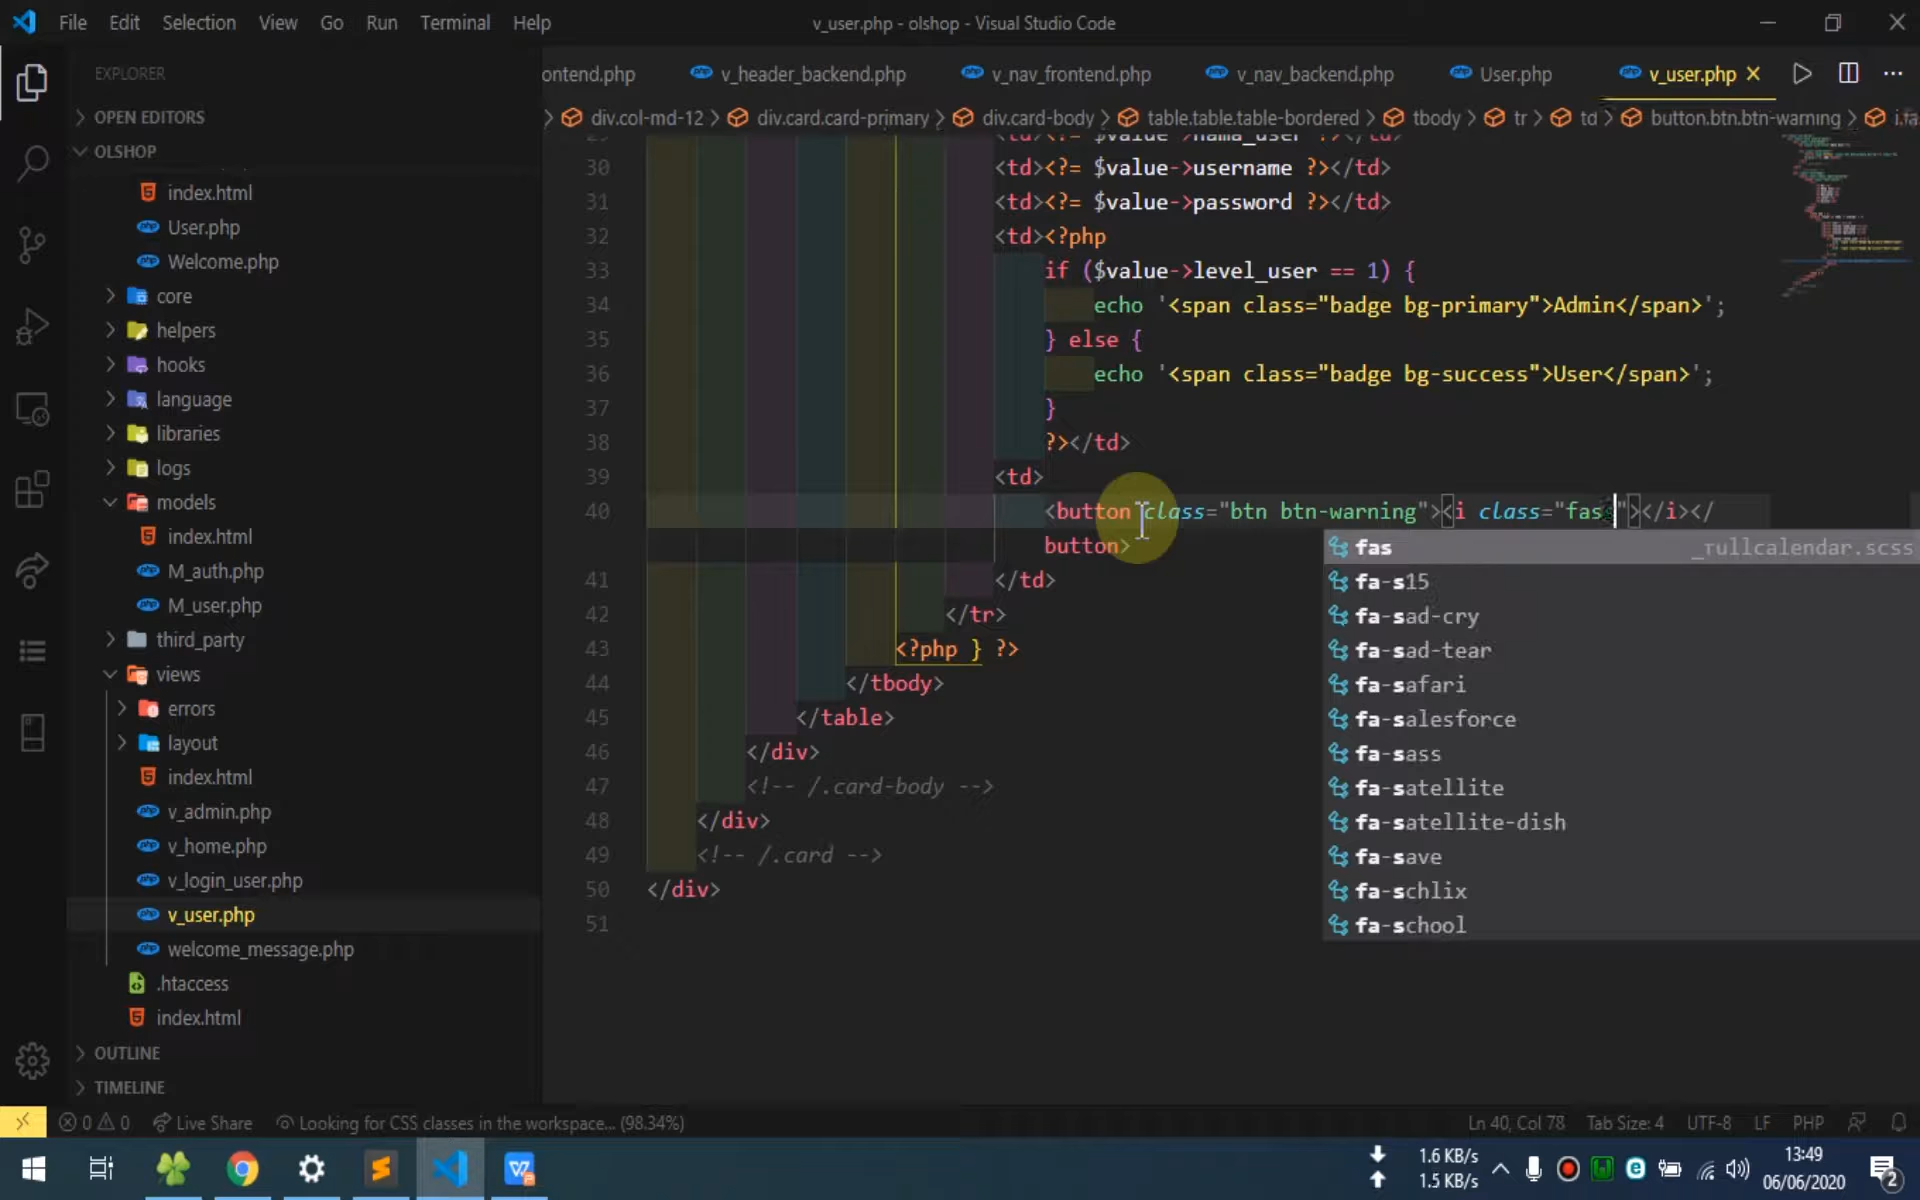 File Edit Selection View Go Run Terminal Help
v_user.php - olshop - Visual Studio Code
EXPLORER
OPEN EDITORS
OLSHOP
index.html
User.php
Welcome.php
core
helpers
hooks
language
libraries
logs
models
index.html
M_auth.php
M_user.php
third_party
views
errors
layout
index.html
v_admin.php
v_home.php
v_login_user.php
v_user.php
welcome_message.php
.htaccess
index.html
OUTLINE
TIMELINE
ontend.php v_header_backend.php v_nav_frontend.php v_nav_backend.php User.php v_user.php
div.col-md-12 > div.card.card-primary > div.card-body > table.table.table-bordered > tbody > tr > td > button.btn.btn-warning > i.fa
29 <td><?= $value->nama_user ?></td>
30 <td><?= $value->username ?></td>
31 <td><?= $value->password ?></td>
32 <td><?php
33 if ($value->level_user == 1) {
34 echo '<span class="badge bg-primary">Admin</span>';
35 } else {
36 echo '<span class="badge bg-success">User</span>';
37 }
38 ?></td>
39 <td>
40 <button class="btn btn-warning"><i class="fas"></i></
button>
41 </td>
42 </tr>
43 <?php } ?>
44 </tbody>
45 </table>
46 </div>
47 <!-- /.card-body -->
48 </div>
49 <!-- /.card -->
50 </div>
51
fas _fullcalendar.scss
fa-s15
fa-sad-cry
fa-sad-tear
fa-safari
fa-salesforce
fa-sass
fa-satellite
fa-satellite-dish
fa-save
fa-schlix
fa-school
0 0 Live Share Looking for CSS classes in the workspace... (98.34%) Ln 40, Col 78 Tab Size: 4 UTF-8 LF PHP
1.6 KB/s
1.5 KB/s
13:49
06/06/2020
2